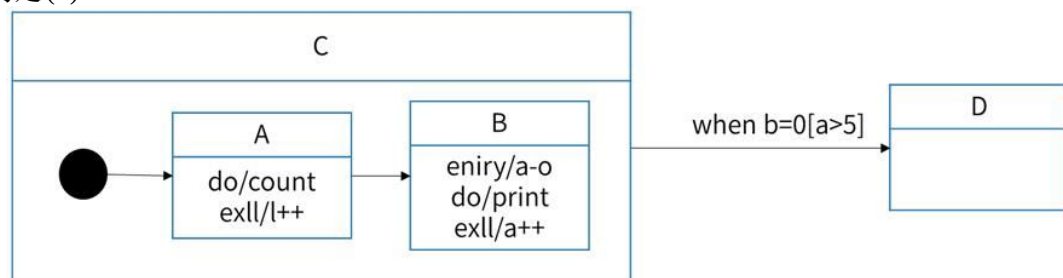 C
A
do/count
exll/l++
B
eniry/a-o
do/print
exll/a++
when b=0[a>5]
D